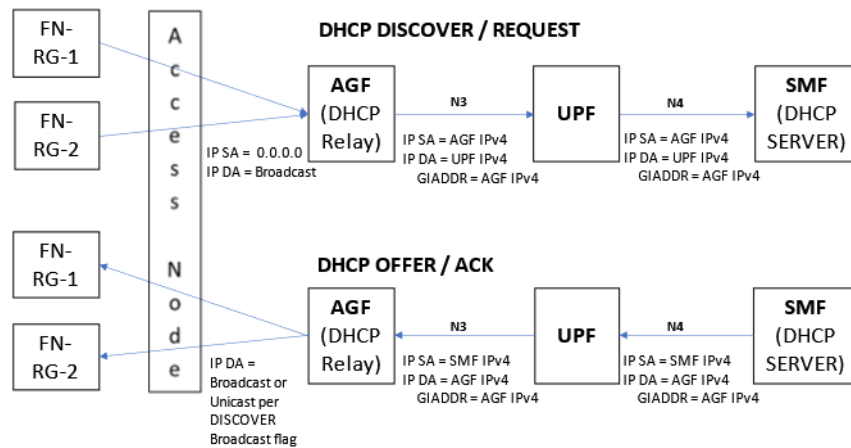 DHCP DISCOVER / REQUEST
FN-
RG-1
FN-
RG-2
Access Node
IP SA = 0.0.0.0
IP DA = Broadcast
AGF
(DHCP
Relay)
N3
IP SA = AGF IPv4
IP DA = UPF IPv4
GIADDR = AGF IPv4
UPF
N4
IP SA = AGF IPv4
IP DA = UPF IPv4
GIADDR = AGF IPv4
SMF
(DHCP
SERVER)
DHCP OFFER / ACK
FN-
RG-1
FN-
RG-2
IP DA =
Broadcast or
Unicast per
DISCOVER
Broadcast flag
AGF
(DHCP
Relay)
N3
IP SA = SMF IPv4
IP DA = AGF IPv4
GIADDR = AGF IPv4
UPF
N4
IP SA = SMF IPv4
IP DA = AGF IPv4
GIADDR = AGF IPv4
SMF
(DHCP
SERVER)